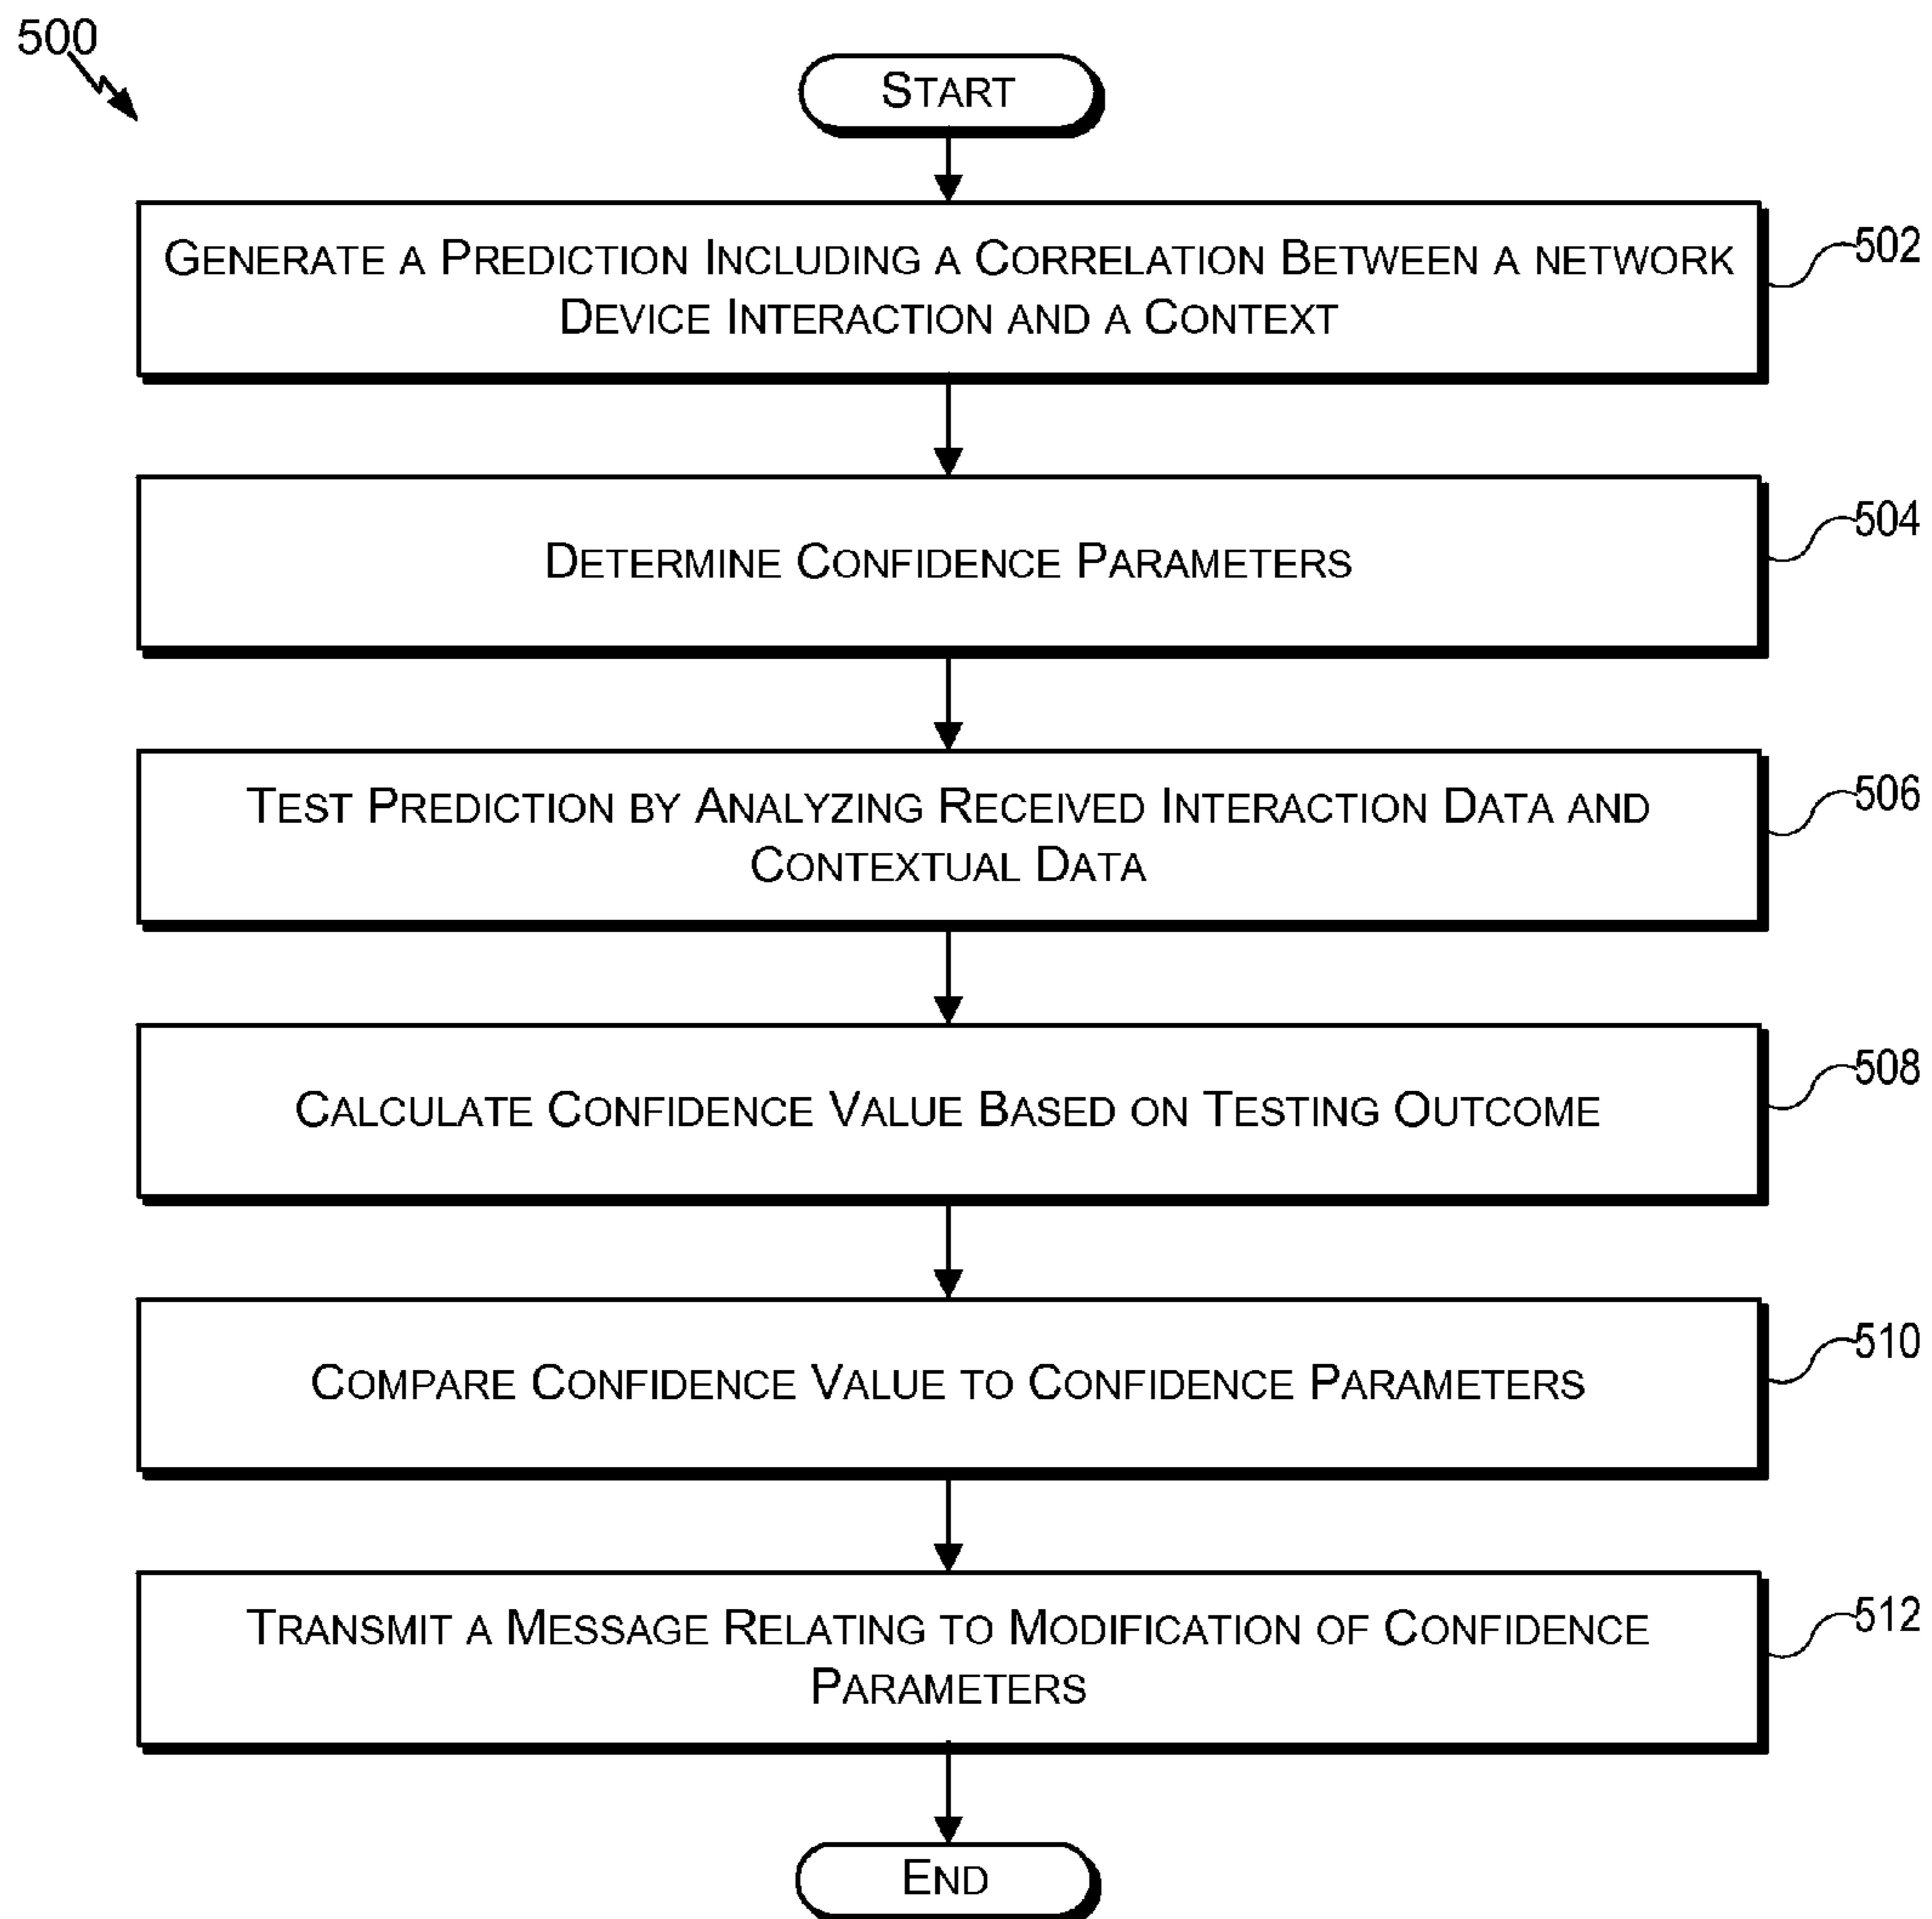 500
START
GENERATE A PREDICTION INCLUDING A CORRELATION BETWEEN A NETWORK
DEVICE INTERACTION AND A CONTEXT
502
DETERMINE CONFIDENCE PARAMETERS
504
TEST PREDICTION BY ANALYZING RECEIVED INTERACTION DATA AND
CONTEXTUAL DATA
506
CALCULATE CONFIDENCE VALUE BASED ON TESTING OUTCOME
508
COMPARE CONFIDENCE VALUE TO CONFIDENCE PARAMETERS
510
TRANSMIT A MESSAGE RELATING TO MODIFICATION OF CONFIDENCE
PARAMETERS
512
END